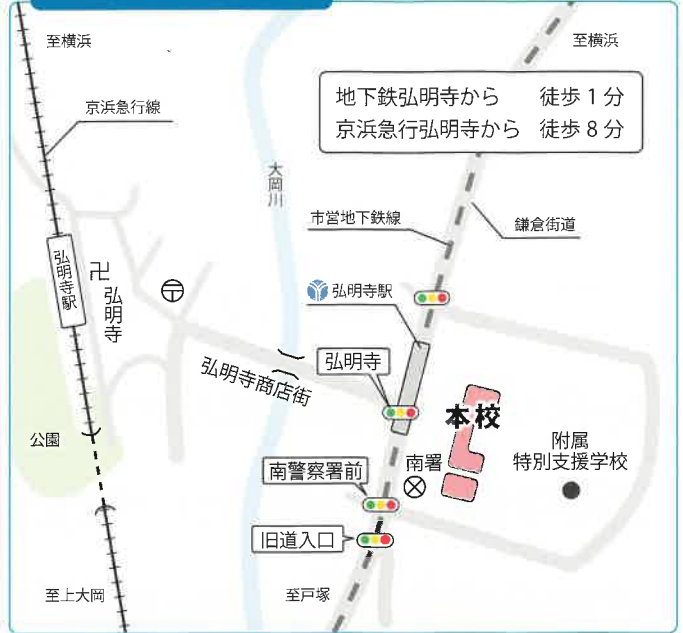 至横浜
至横浜
地下鉄弘明寺から 徒歩1分
京浜急行弘明寺から 徒歩8分
京浜急行線
大岡川
市営地下鉄線
鎌倉街道
弘明寺駅
卍弘明寺
〒
弘明寺駅
弘明寺
弘明寺商店街
本校
公園
南署
附属
特別支援学校
南警察署前
旧道入口
至上大岡
至戸塚